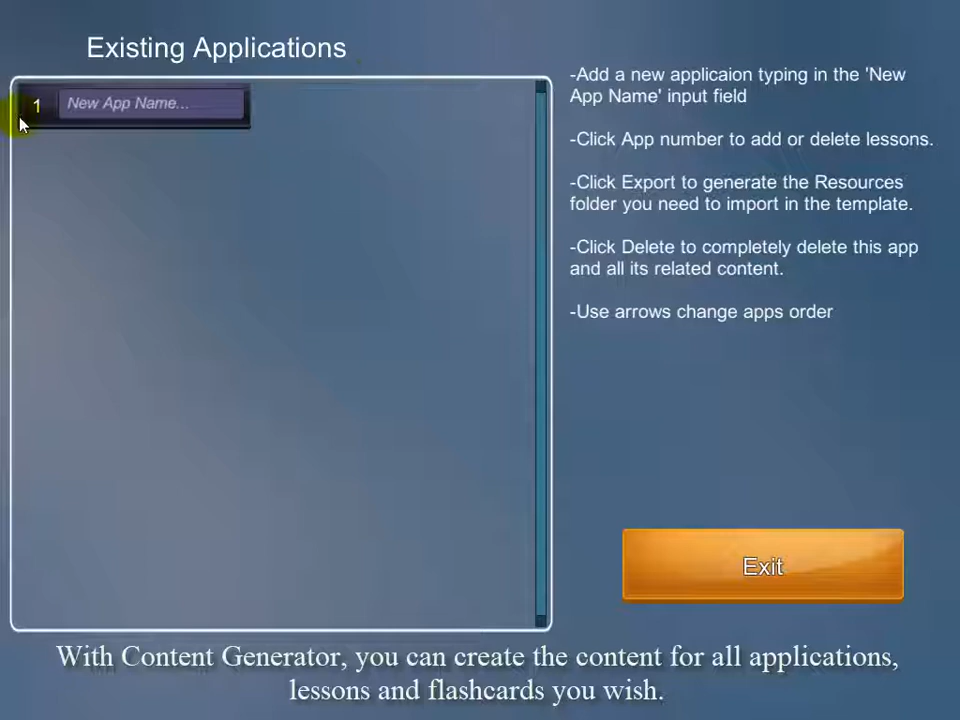 Existing Applications
1 New App Name...
-Add a new applicaion typing in the 'New
App Name' input field
-Click App number to add or delete lessons.
-Click Export to generate the Resources
folder you need to import in the template.
-Click Delete to completely delete this app
and all its related content.
-Use arrows change apps order
Exit
With Content Generator, you can create the content for all applications,
lessons and flashcards you wish.